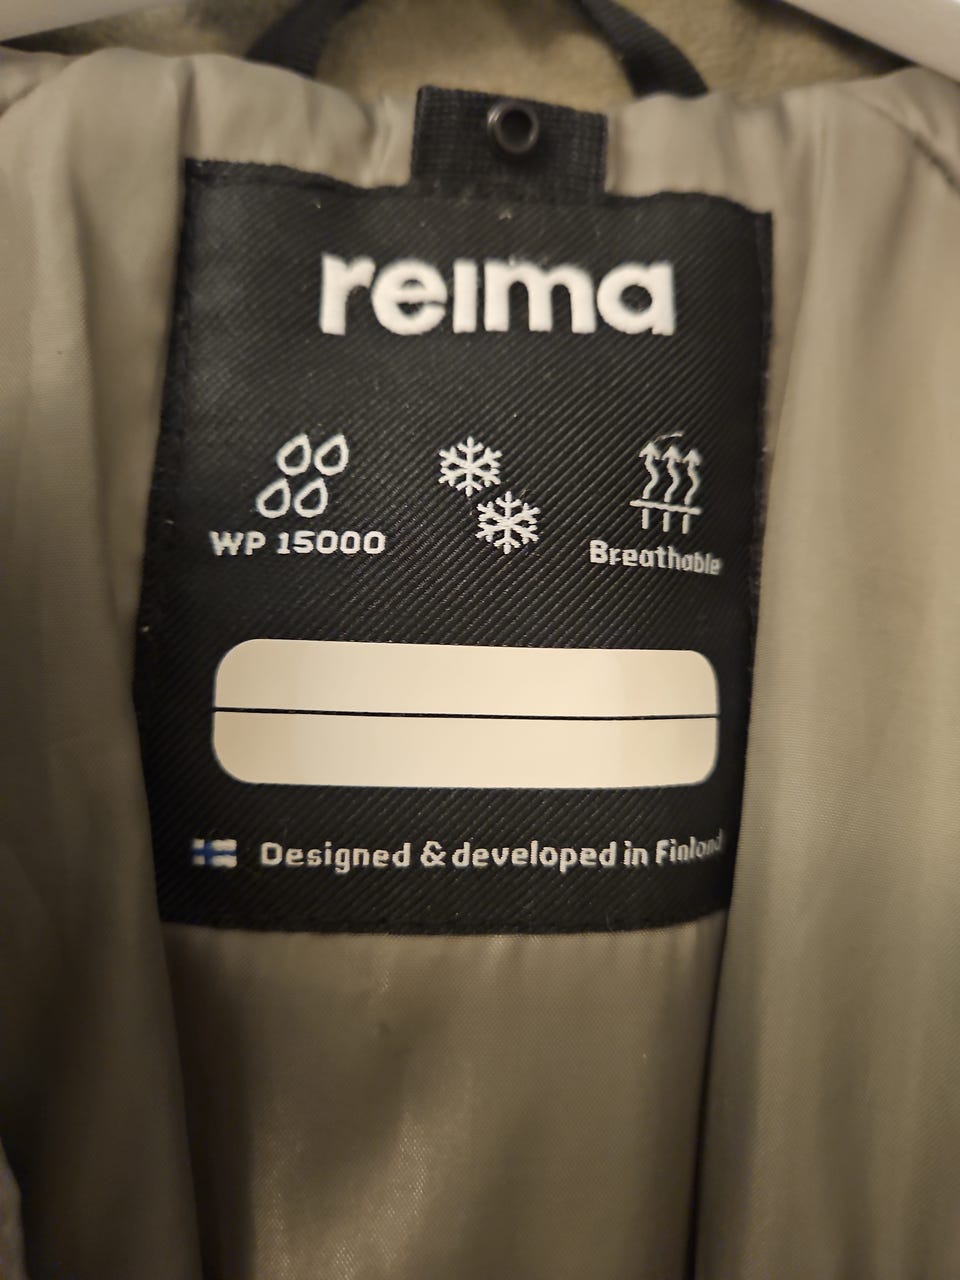 reima
WP 15000
Breathable
Designed & developed in Finland